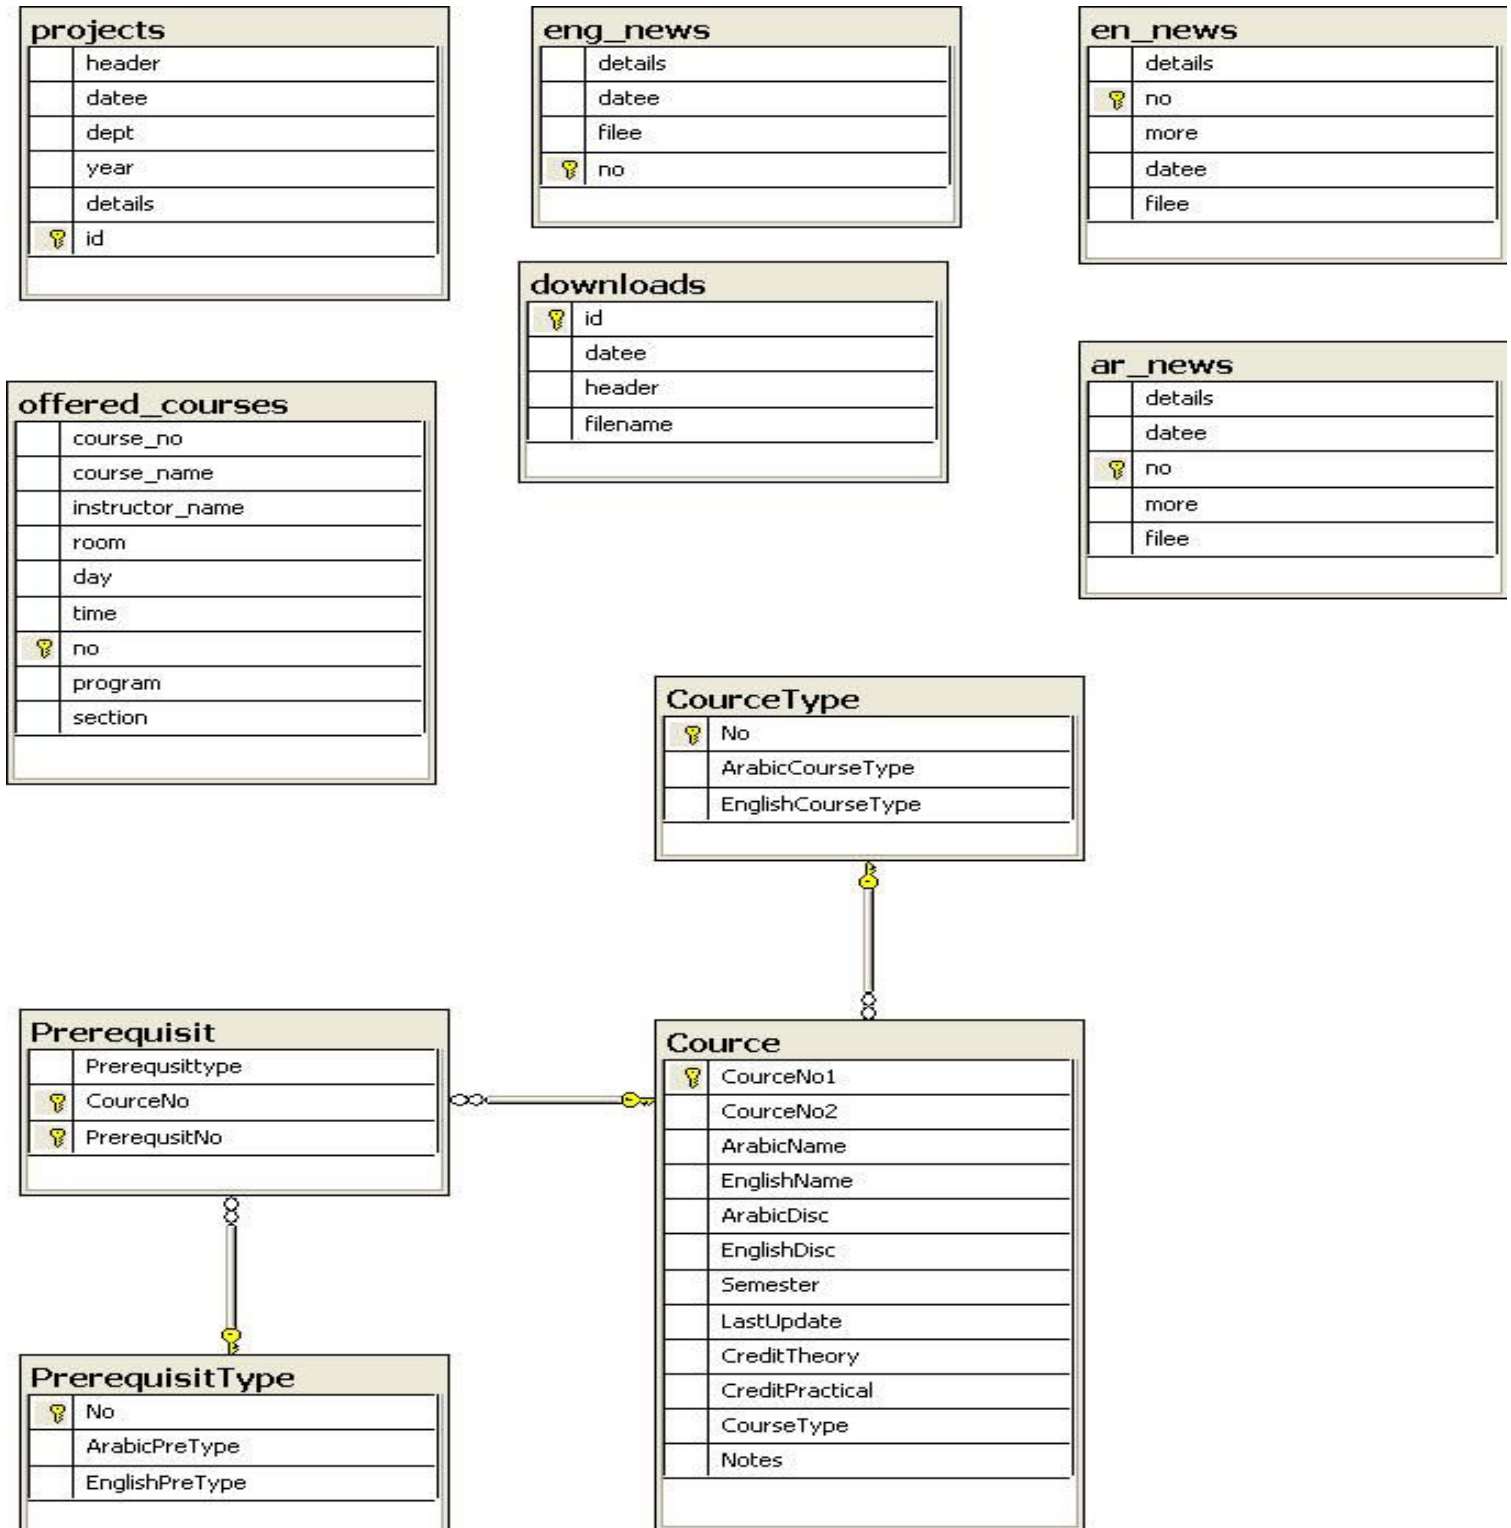 projects
header
datee
dept
year
details
id
eng_news
details
datee
filee
no
en_news
details
no
more
datee
filee
downloads
id
datee
header
filename
ar_news
details
datee
no
more
filee
offered_courses
course_no
course_name
instructor_name
room
day
time
no
program
section
CourceType
No
ArabicCourseType
EnglishCourseType
Prerequisit
Prerequsittype
CourceNo
PrerequsitNo
Cource
CourceNo1
CourceNo2
ArabicName
EnglishName
ArabicDisc
EnglishDisc
Semester
LastUpdate
CreditTheory
CreditPractical
CourseType
Notes
PrerequisitType
No
ArabicPreType
EnglishPreType